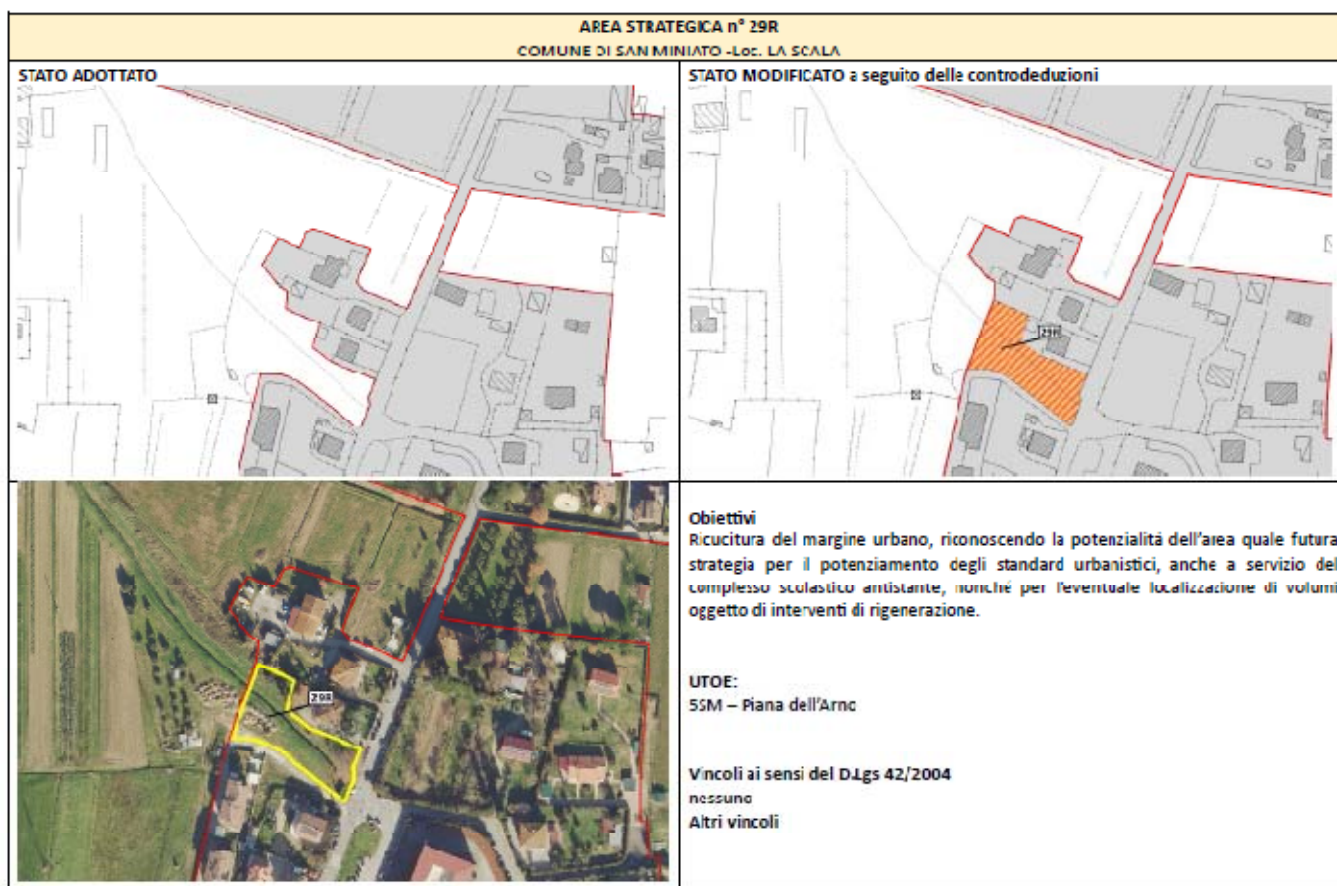 AREA STRATEGICA n° 29R
COMUNE DI SAN MINIATO -Loc. LA SCALA
STATO ADOTTATO
STATO MODIFICATO a seguito delle controdeduzioni
29R
29R
Obiettivi
Ricucitura del margine urbano, riconoscendo la potenzialità dell'area quale futura
strategia per il potenziamento degli standard urbanistici, anche a servizio del
complesso scolastico antistante, nonché per l'eventuale localizzazione di volumi
oggetto di interventi di rigenerazione.
UTOE:
5SM – Piana dell'Arno
Vincoli ai sensi del D.Lgs 42/2004
nessuno
Altri vincoli